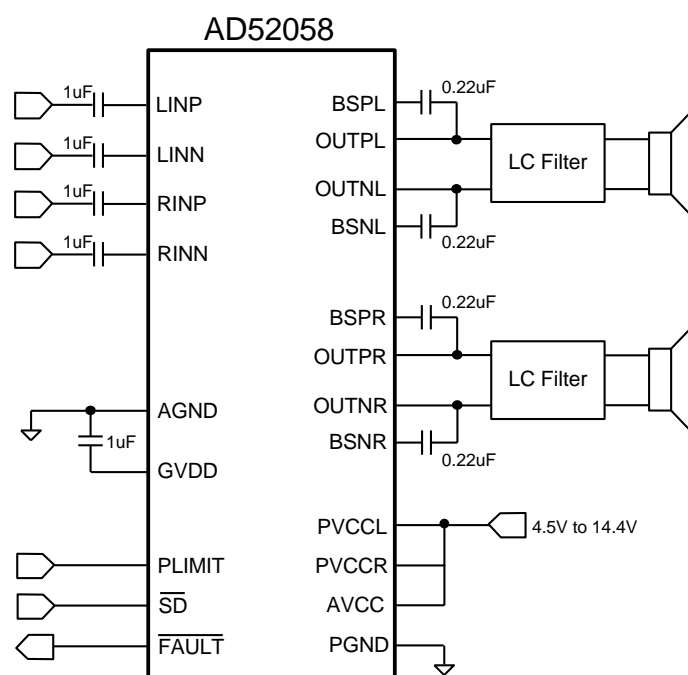 AD52058
1uF
LINP
1uF
LINN
1uF
RINP
1uF
RINN
AGND
1uF
GVDD
PLIMIT
SD
FAULT
BSPL
0.22uF
OUTPL
LC Filter
OUTNL
BSNL
0.22uF
BSPR
0.22uF
OUTPR
LC Filter
OUTNR
BSNR
0.22uF
PVCCL
4.5V to 14.4V
PVCCR
AVCC
PGND